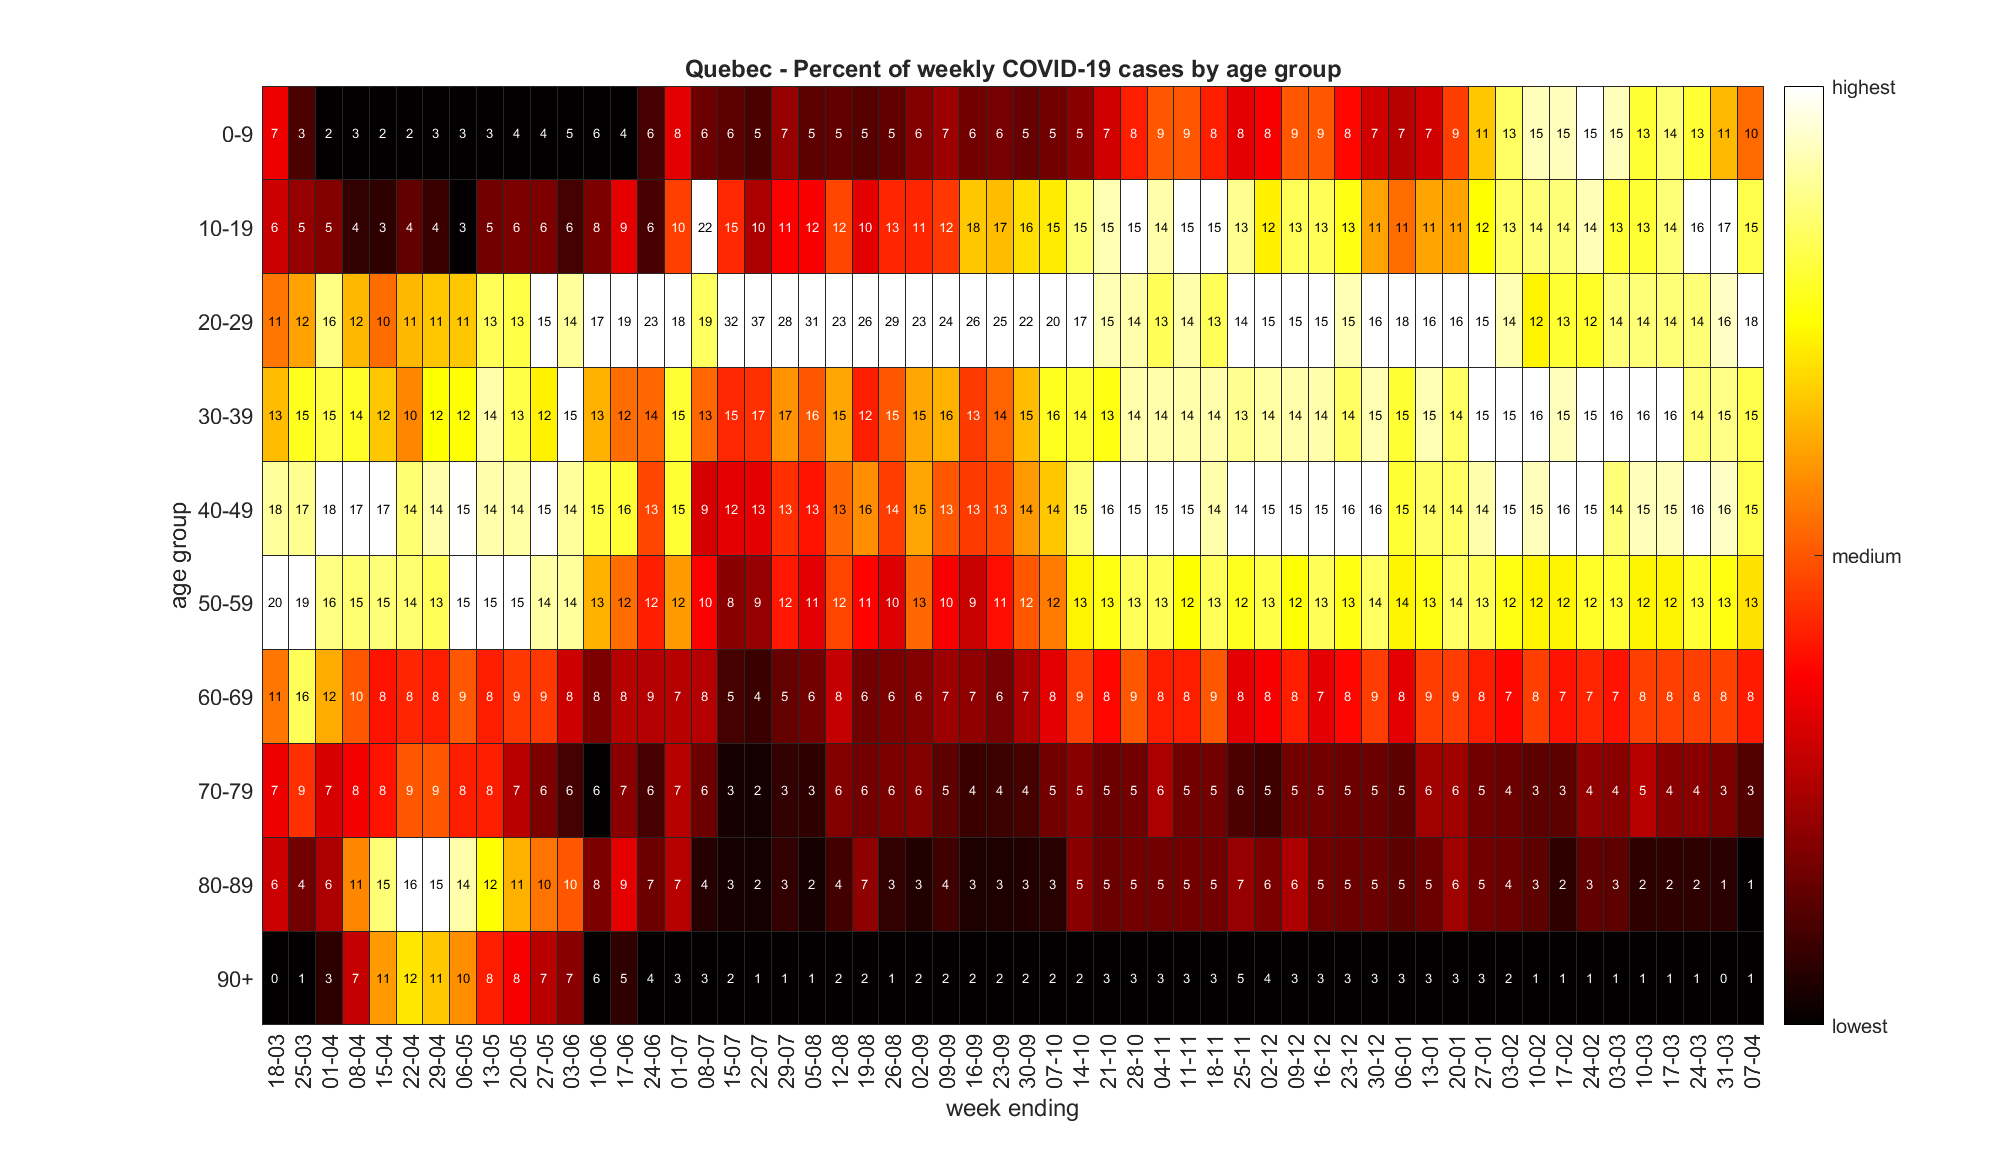 Quebec - Percent of weekly COVID-19 cases by age group
highest
0-9 7 3 2 3 2 2 3 3 3 4 4 5 6 4 6 8 6 6 5 7 5 5 5 5 6 7 6 6 5 5 5 7 8 9 9 8 8 8 9 9 8 7 7 7 9 11 13 15 15 15 15 13 14 13 11 10
10-19 6 5 5 4 3 4 4 3 5 6 6 6 8 9 6 10 22 15 10 11 12 12 10 13 11 12 18 17 16 15 15 15 15 14 15 15 13 12 13 13 13 11 11 11 11 12 13 14 14 14 13 13 14 16 17 15
20-29 11 12 16 12 10 11 11 11 13 13 15 14 17 19 23 18 19 32 37 28 31 23 26 29 23 24 26 25 22 20 17 15 14 13 14 13 14 15 15 15 15 16 18 16 16 15 14 12 13 12 14 14 14 14 16 18
30-39 13 15 15 14 12 10 12 12 14 13 12 15 13 12 14 15 13 15 17 17 16 15 12 15 15 16 13 14 15 16 14 13 14 14 14 14 13 14 14 14 14 15 15 15 14 15 15 16 15 15 16 16 16 14 15 15
40-49 18 17 18 17 17 14 14 15 14 14 15 14 15 16 13 15 9 12 13 13 13 13 16 14 15 13 13 13 14 14 15 16 15 15 15 14 14 15 15 15 16 16 15 14 14 14 15 15 16 15 14 15 15 16 16 15
50-59 20 19 16 15 15 14 13 15 15 15 14 14 13 12 12 12 10 8 9 12 11 12 11 10 13 10 9 11 12 12 13 13 13 13 12 13 12 13 12 13 13 14 14 13 14 13 12 12 12 12 13 12 12 13 13 13
medium
60-69 11 16 12 10 8 8 8 9 8 9 9 8 8 8 9 7 8 5 4 5 6 8 6 6 6 7 7 6 7 8 9 8 9 8 8 9 8 8 8 7 8 9 8 9 9 8 7 8 7 7 7 8 8 8 8 8
70-79 7 9 7 8 8 9 9 8 8 7 6 6 6 7 6 7 6 3 2 3 3 6 6 6 6 5 4 4 4 5 5 5 5 6 5 5 6 5 5 5 5 5 5 6 6 5 4 3 3 4 4 5 4 4 3 3
80-89 6 4 6 11 15 16 15 14 12 11 10 10 8 9 7 7 4 3 2 3 2 4 7 3 3 4 3 3 3 3 5 5 5 5 5 5 7 6 6 5 5 5 5 5 6 5 4 3 2 3 3 2 2 2 1 1
90+ 0 1 3 7 11 12 11 10 8 8 7 7 6 5 4 3 3 2 1 1 1 2 2 1 2 2 2 2 2 2 2 3 3 3 3 3 5 4 3 3 3 3 3 3 3 3 2 1 1 1 1 1 1 1 0 1
lowest
age group
18-03 25-03 01-04 08-04 15-04 22-04 29-04 06-05 13-05 20-05 27-05 03-06 10-06 17-06 24-06 01-07 08-07 15-07 22-07 29-07 05-08 12-08 19-08 26-08 02-09 09-09 16-09 23-09 30-09 07-10 14-10 21-10 28-10 04-11 11-11 18-11 25-11 02-12 09-12 16-12 23-12 30-12 06-01 13-01 20-01 27-01 03-02 10-02 17-02 24-02 03-03 10-03 17-03 24-03 31-03 07-04
week ending